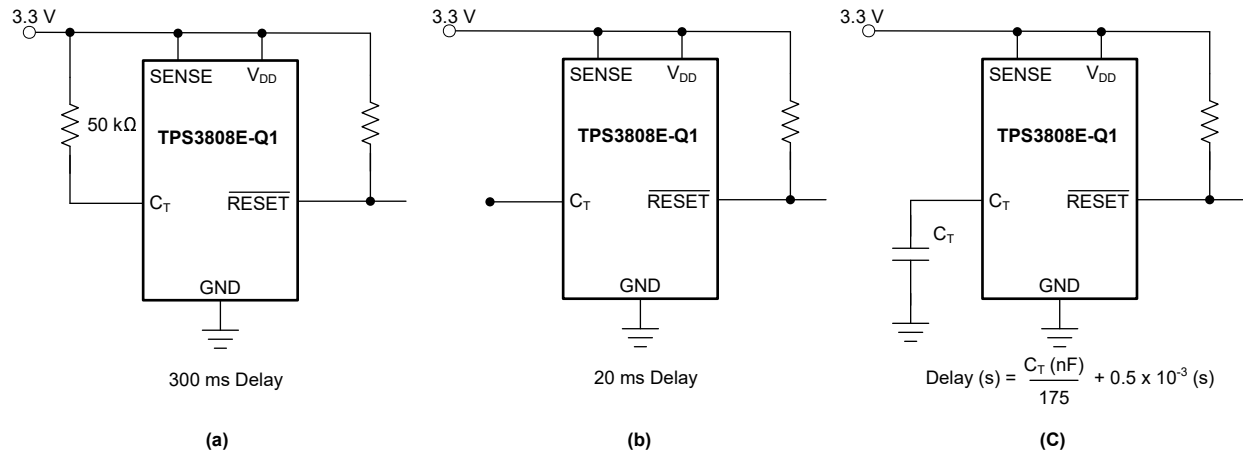 3.3 V
SENSE
VDD
50 kΩ
TPS3808E-Q1
CT
RESET
GND
300 ms Delay
(a)
3.3 V
SENSE
VDD
TPS3808E-Q1
CT
RESET
GND
20 ms Delay
(b)
3.3 V
SENSE
VDD
TPS3808E-Q1
CT
RESET
CT
GND
Delay (s) = CT (nF) / 175 + 0.5 x 10-3 (s)
(C)